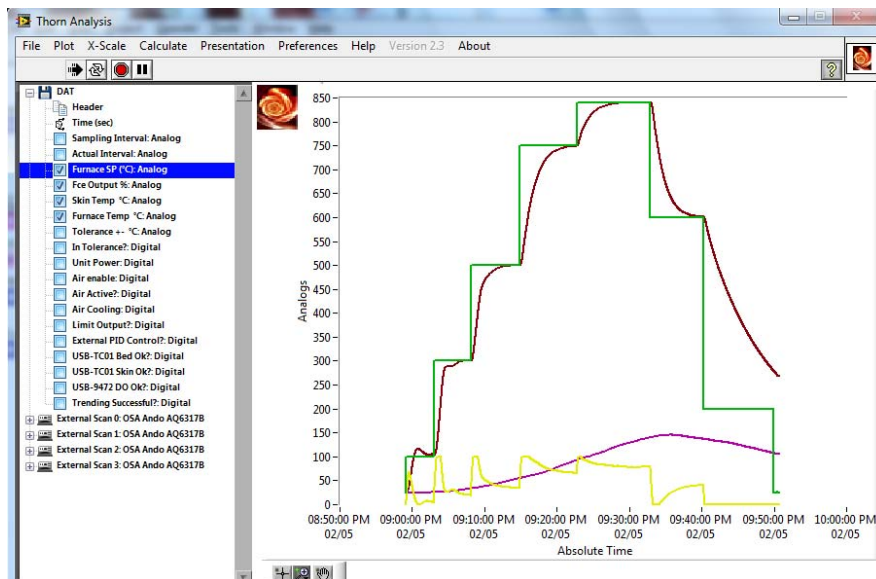 Thorn Analysis
File Plot X-Scale Calculate Presentation Preferences Help Version 2.3 About
DAT
Header
Time (sec)
Sampling Interval: Analog
Actual Interval: Analog
Furnace SP (°C): Analog
Fce Output %: Analog
Skin Temp °C: Analog
Furnace Temp °C: Analog
Tolerance +- °C: Analog
In Tolerance?: Digital
Unit Power: Digital
Air enable: Digital
Air Active?: Digital
Air Cooling: Digital
Limit Output?: Digital
External PID Control?: Digital
USB-TC01 Bed Ok?: Digital
USB-TC01 Skin Ok?: Digital
USB-9472 DO Ok?: Digital
Trending Successful?: Digital
External Scan 0: OSA Ando AQ6317B
External Scan 1: OSA Ando AQ6317B
External Scan 2: OSA Ando AQ6317B
External Scan 3: OSA Ando AQ6317B
Analogs
850
800
750
700
650
600
550
500
450
400
350
300
250
200
150
100
50
0
08:50:00 PM 09:00:00 PM 09:10:00 PM 09:20:00 PM 09:30:00 PM 09:40:00 PM 09:50:00 PM 10:00:00 PM
02/05 02/05 02/05 02/05 02/05 02/05 02/05 02/05
Absolute Time